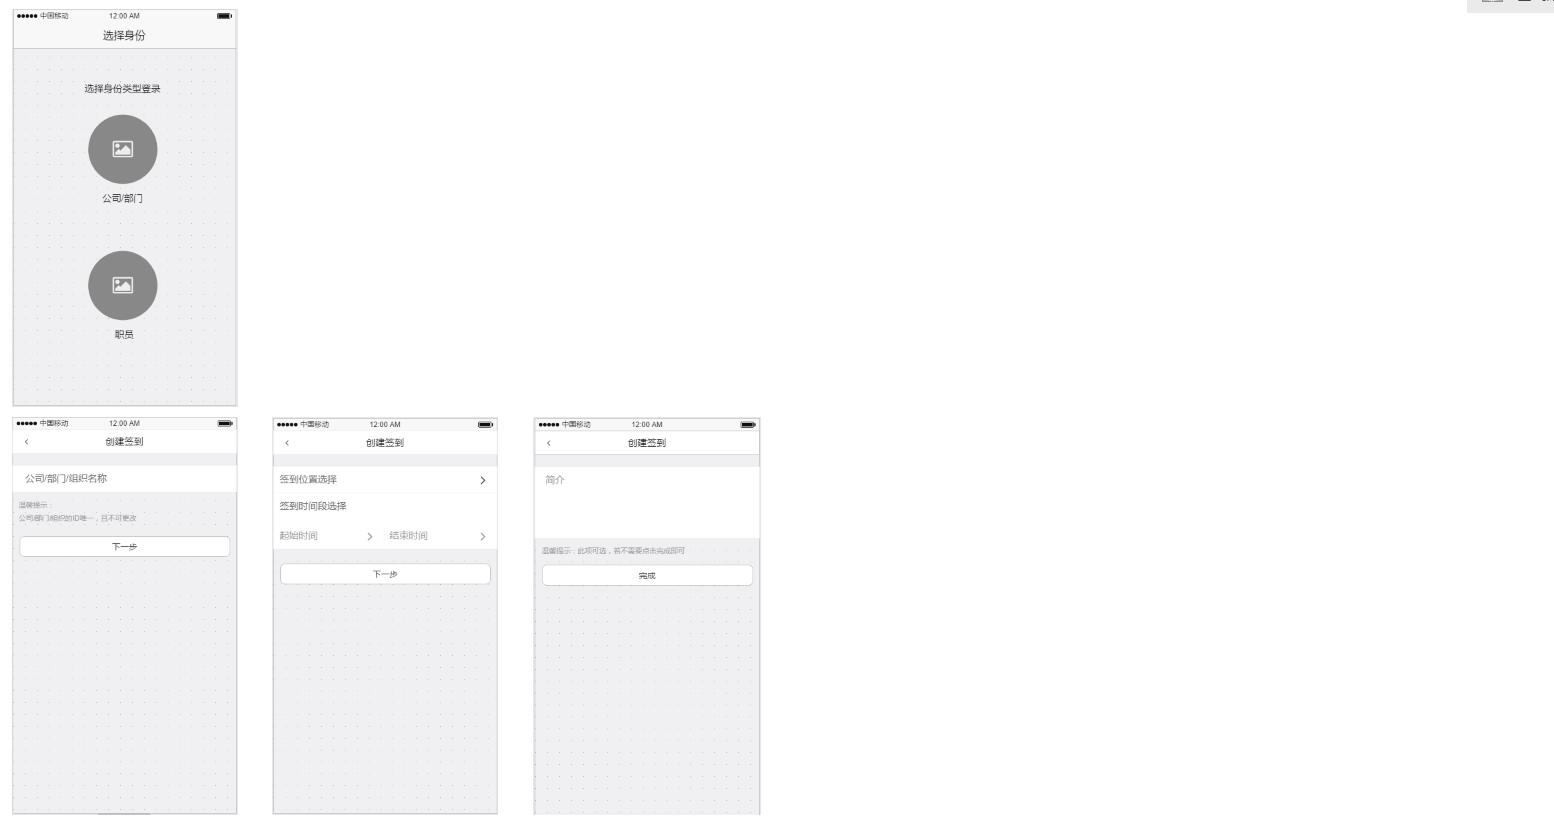 中国移动 12:00 AM
选择身份
选择身份类型登录
公司/部门
职员
中国移动 12:00 AM
创建签到
公司/部门/组织名称
温馨提示：
公司/部门/组织的ID唯一，且不可更改
下一步
中国移动 12:00 AM
创建签到
签到位置选择
签到时间段选择
起始时间 结束时间
下一步
中国移动 12:00 AM
创建签到
简介
温馨提示：此项可选，若不需要点击完成即可
完成